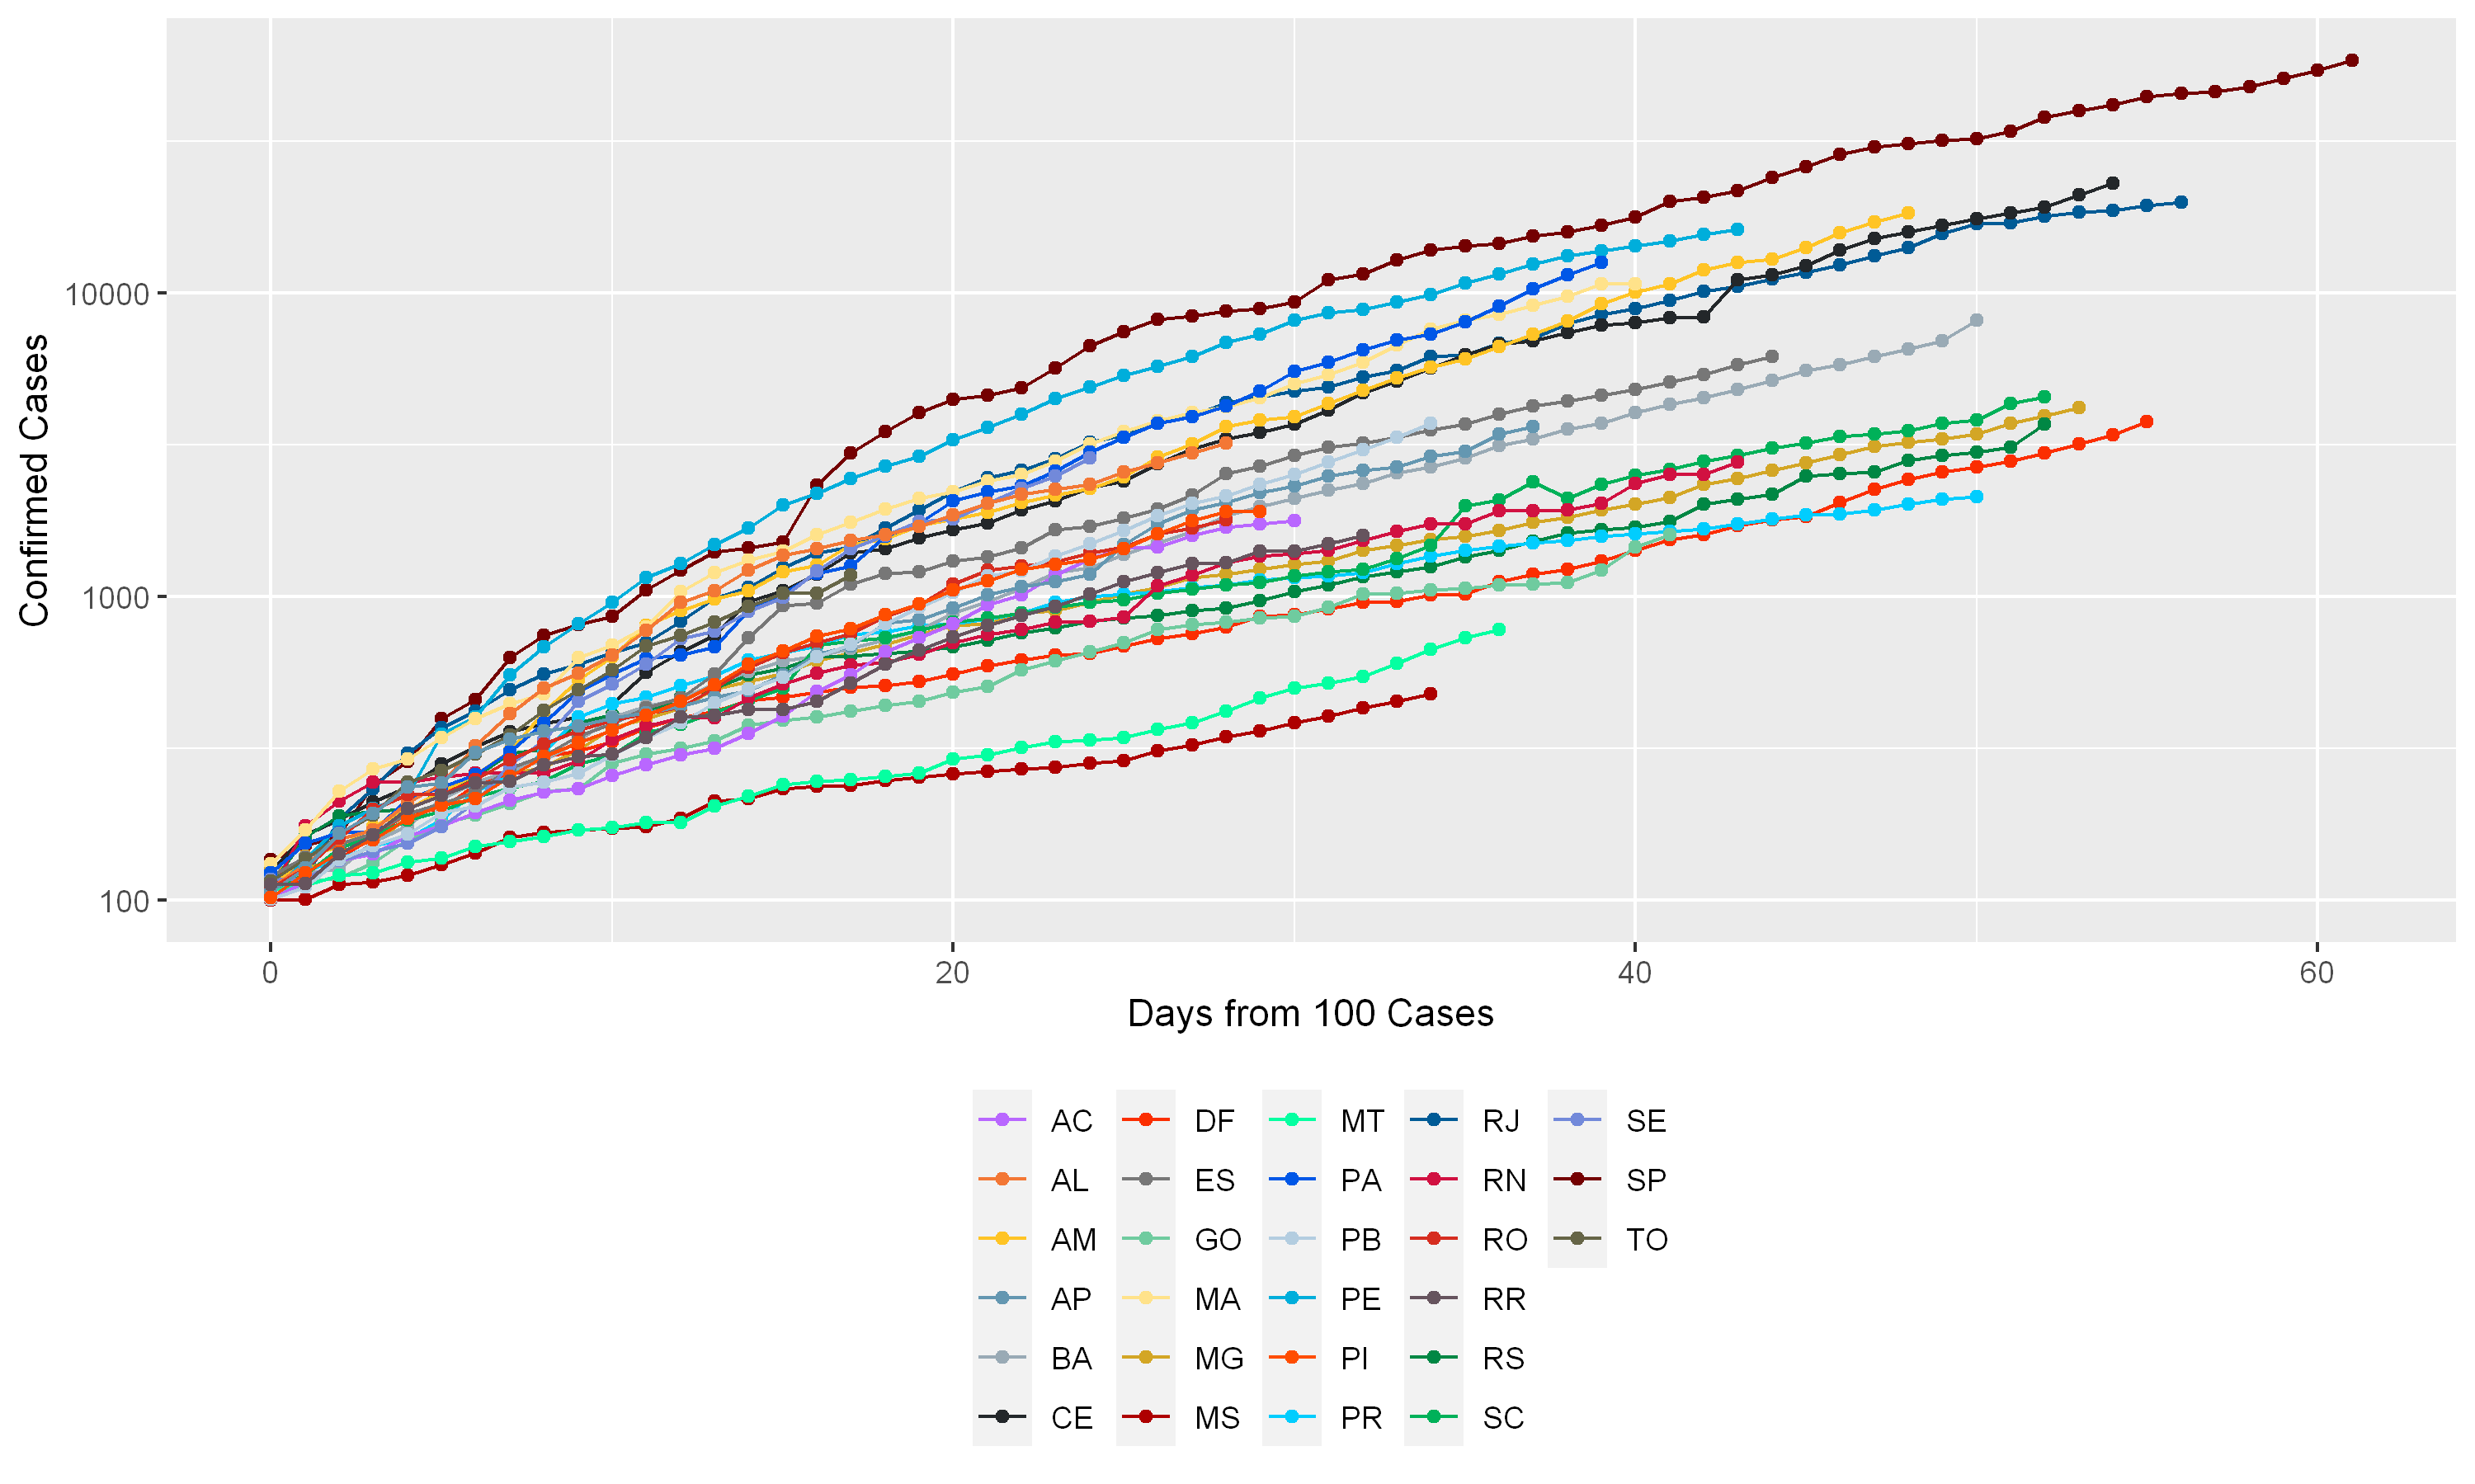 Confirmed Cases
10000
1000
100
0 20 40 60
Days from 100 Cases
AC DF MT RJ SE
AL ES PA RN SP
AM GO PB RO TO
AP MA PE RR
BA MG PI RS
CE MS PR SC